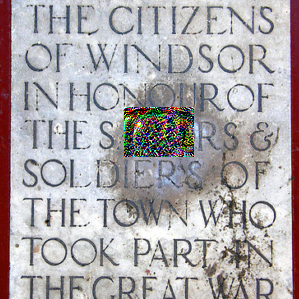 THE CITIZENS
OF WINDSOR
IN HONOUR OF
THE &
SOLDIERS OF
THE TOWN WHO
TOOK PART IN
THE GREAT WAR